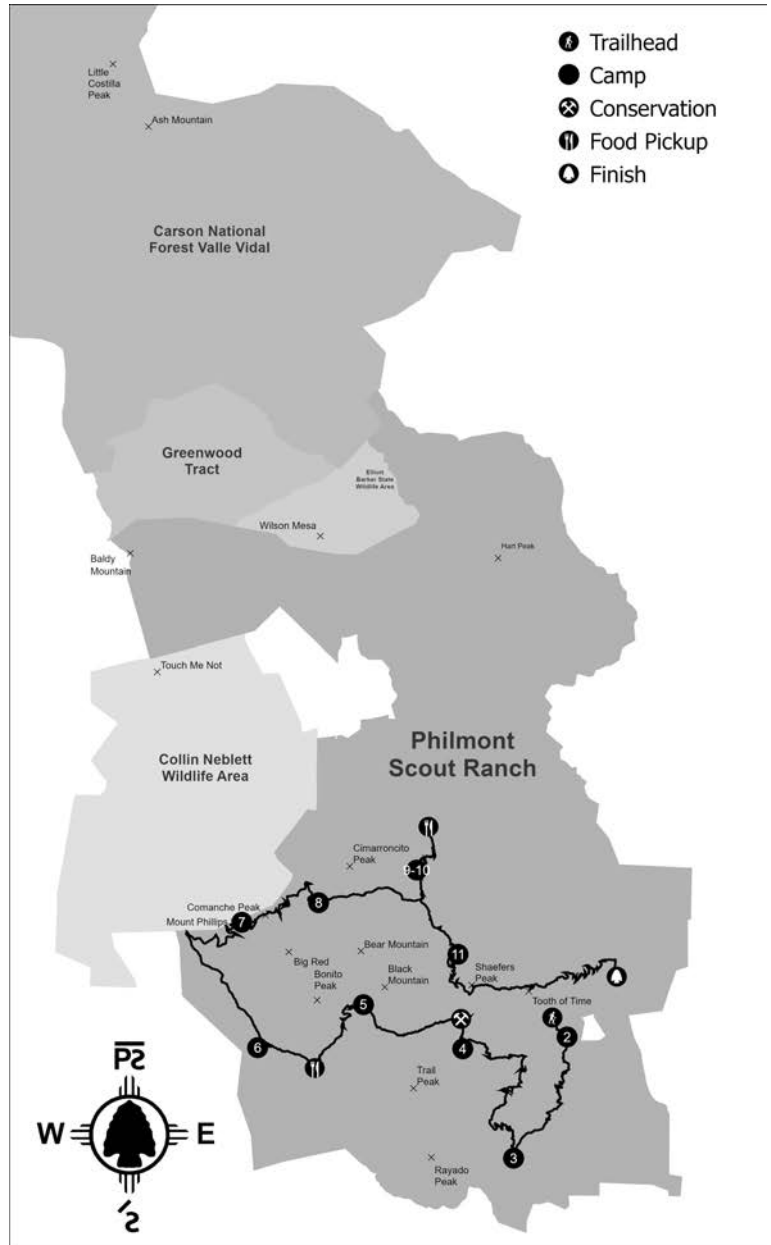 Trailhead
Camp
Conservation
Food Pickup
Finish
Little
Costilla
Peak
Ash Mountain
Carson National
Forest Valle Vidal
Greenwood
Tract
Elliott
Barker State
Wildlife Area
Wilson Mesa
Baldy
Mountain
Hart Peak
Touch Me Not
Collin Neblett
Wildlife Area
Philmont
Scout Ranch
Cimarroncito
Peak
9-10
Comanche Peak
Mount Phillips
7
8
11
Big Red
Bonito
Peak
Bear Mountain
Black
Mountain
Shaefers
Peak
Tooth of Time
5
2
6
4
Trail
Peak
3
Rayado
Peak
W
E